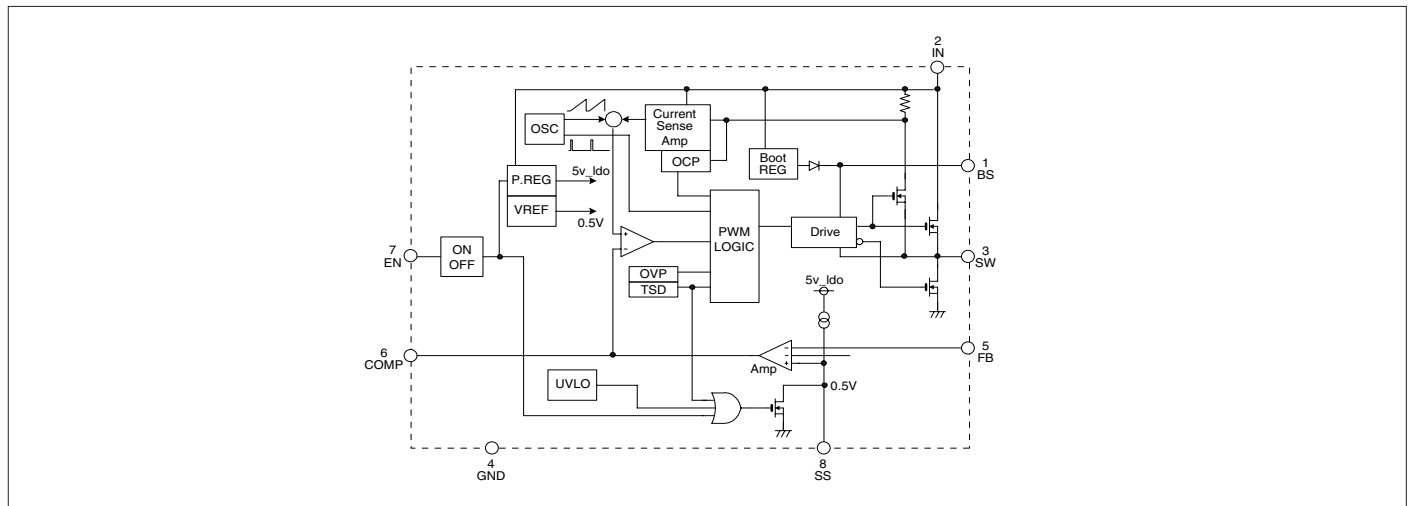 2
IN
OSC
Current
Sense
Amp
OCP
Boot
REG
1
BS
P.REG
5v_ldo
VREF
0.5V
PWM
LOGIC
Drive
7
EN
ON
OFF
+
−
3
SW
OVP
TSD
5v_ldo
6
COMP
−
−
+
Amp
5
FB
UVLO
0.5V
4
GND
8
SS